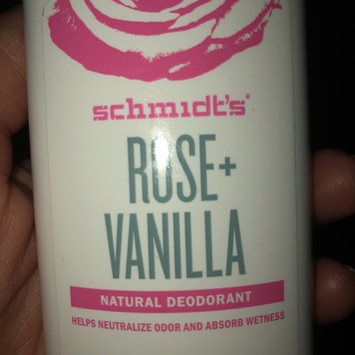 schmidt's®
ROSE+
VANILLA
NATURAL DEODORANT
HELPS NEUTRALIZE ODOR AND ABSORB WETNESS